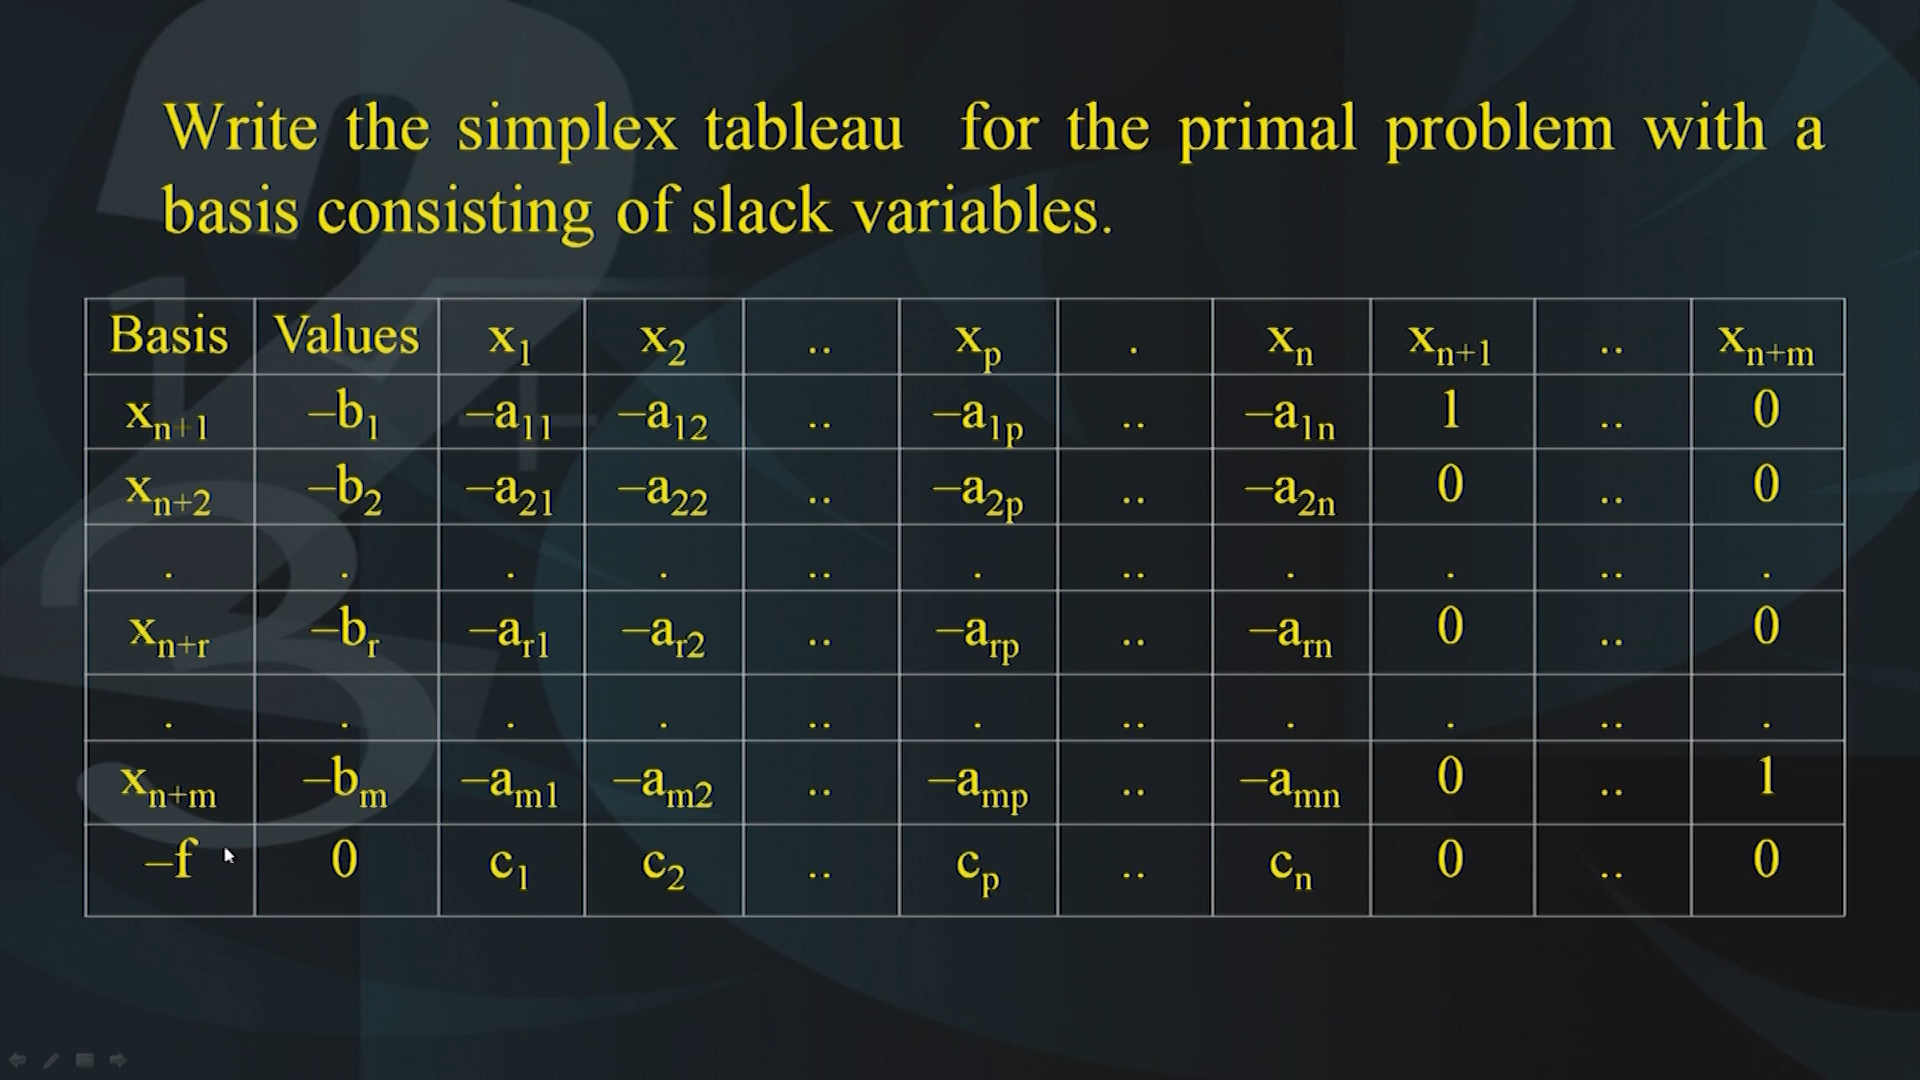 Write the simplex tableau for the primal problem with a
basis consisting of slack variables.
Basis Values x₁ x₂ .. xₚ . xₙ xₙ₊₁ .. xₙ₊ₘ
xₙ₊₁ –b₁ –a₁₁ –a₁₂ .. –a₁ₚ .. –a₁ₙ 1 .. 0
xₙ₊₂ –b₂ –a₂₁ –a₂₂ .. –a₂ₚ .. –a₂ₙ 0 .. 0
. . . . .. . .. . . .. .
xₙ₊ᵣ –bᵣ –aᵣ₁ –aᵣ₂ .. –aᵣₚ .. –aᵣₙ 0 .. 0
. . . . .. . .. . . .. .
xₙ₊ₘ –bₘ –aₘ₁ –aₘ₂ .. –aₘₚ .. –aₘₙ 0 .. 1
–f 0 c₁ c₂ .. cₚ .. cₙ 0 .. 0